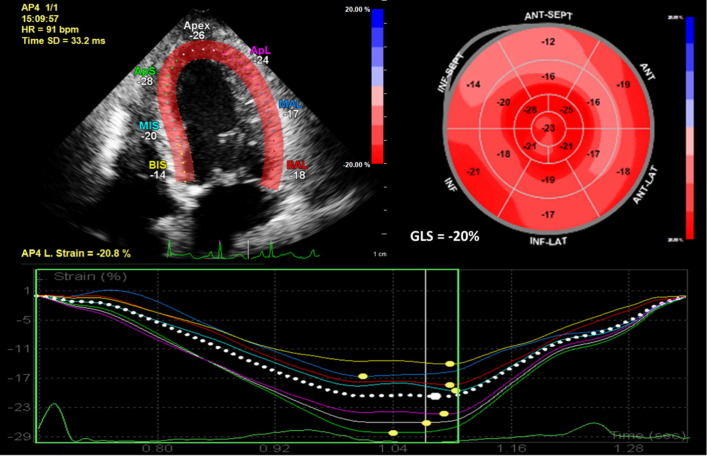 AP4 1/1
15:09:57
HR = 91 bpm
Time SD = 33.2 ms
Apex
-26
ApL
-24
ApS
-28
MAL
-17
MIS
-20
BIS
-14
BAL
-18
20.00 %
-20.00 %
AP4 L. Strain = -20.8 %
1 cm
ANT-SEPT
ANT
ANT-LAT
INF-LAT
INF
INF-SEPT
-12
-14
-19
-16
-20
-16
-25
-23
-21
-21
-18
-17
-21
-18
-19
-17
GLS = -20%
Strain (%)
1
-5
-11
-17
-23
-29
0.80
0.92
1.04
1.16
1.28
Time (sec)